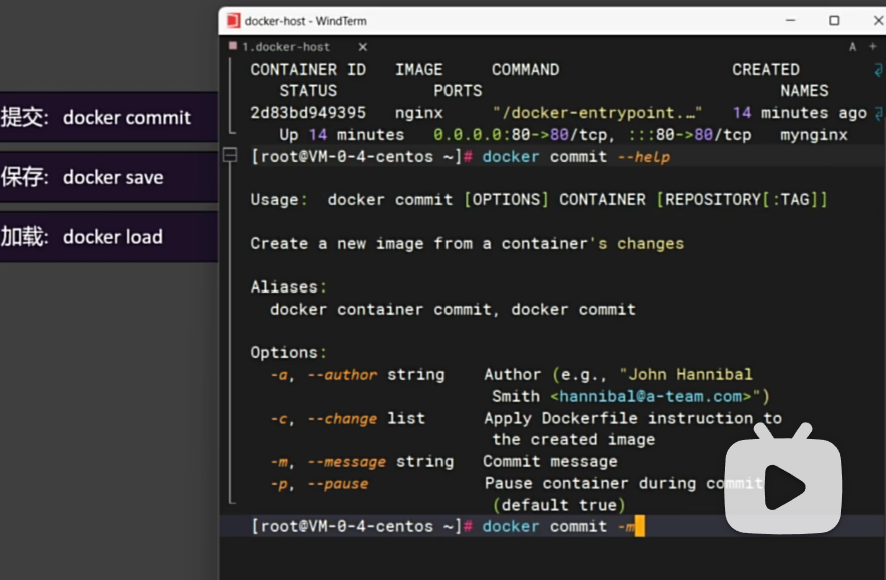 docker-host - WindTerm
1.docker-host
A +
CONTAINER ID IMAGE COMMAND CREATED
STATUS PORTS NAMES
2d83bd949395 nginx "/docker-entrypoint.…" 14 minutes ago
Up 14 minutes 0.0.0.0:80->80/tcp, :::80->80/tcp mynginx
[root@VM-0-4-centos ~]# docker commit --help
Usage: docker commit [OPTIONS] CONTAINER [REPOSITORY[:TAG]]
Create a new image from a container's changes
Aliases:
docker container commit, docker commit
Options:
-a, --author string Author (e.g., "John Hannibal
Smith <hannibal@a-team.com>")
-c, --change list Apply Dockerfile instruction to
the created image
-m, --message string Commit message
-p, --pause Pause container during commit
(default true)
[root@VM-0-4-centos ~]# docker commit -m
提交: docker commit
保存: docker save
加载: docker load